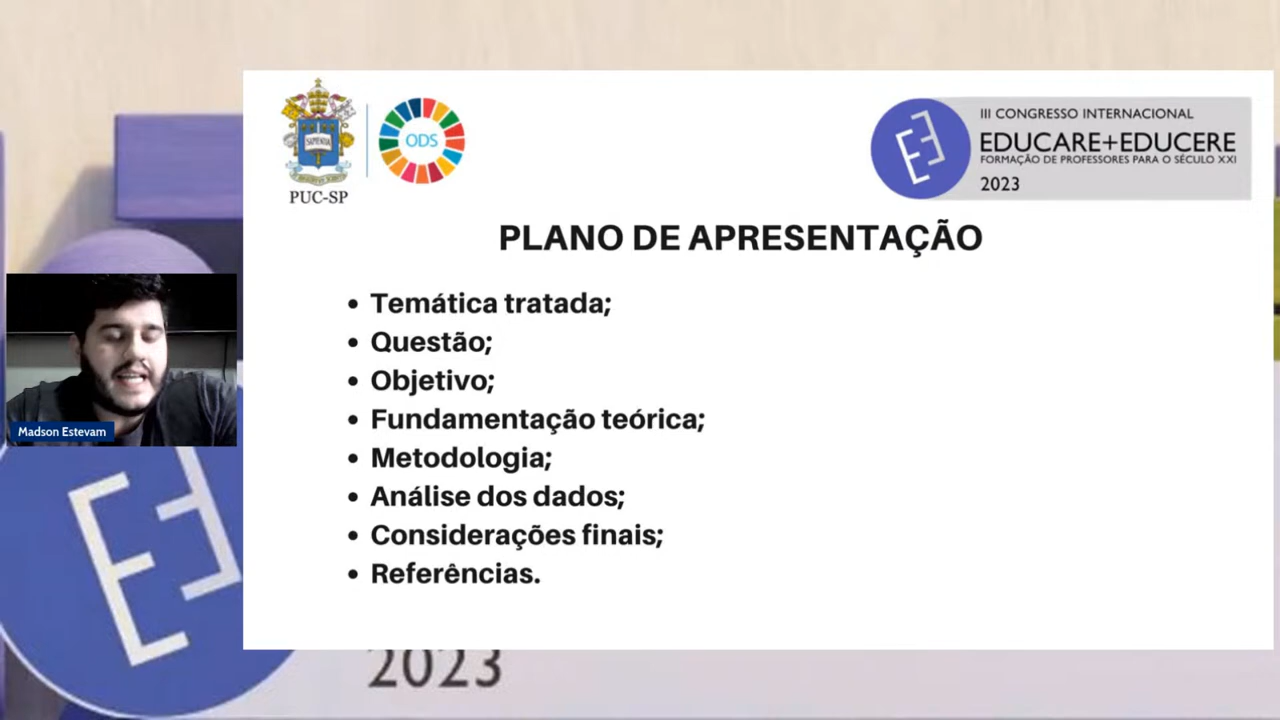 PUC-SP
ODS
III CONGRESSO INTERNACIONAL
EDUCARE+EDUCERE
FORMAÇÃO DE PROFESSORES PARA O SÉCULO XXI
2023
PLANO DE APRESENTAÇÃO
• Temática tratada;
• Questão;
• Objetivo;
• Fundamentação teórica;
• Metodologia;
• Análise dos dados;
• Considerações finais;
• Referências.
Madson Estevam
EE
2023